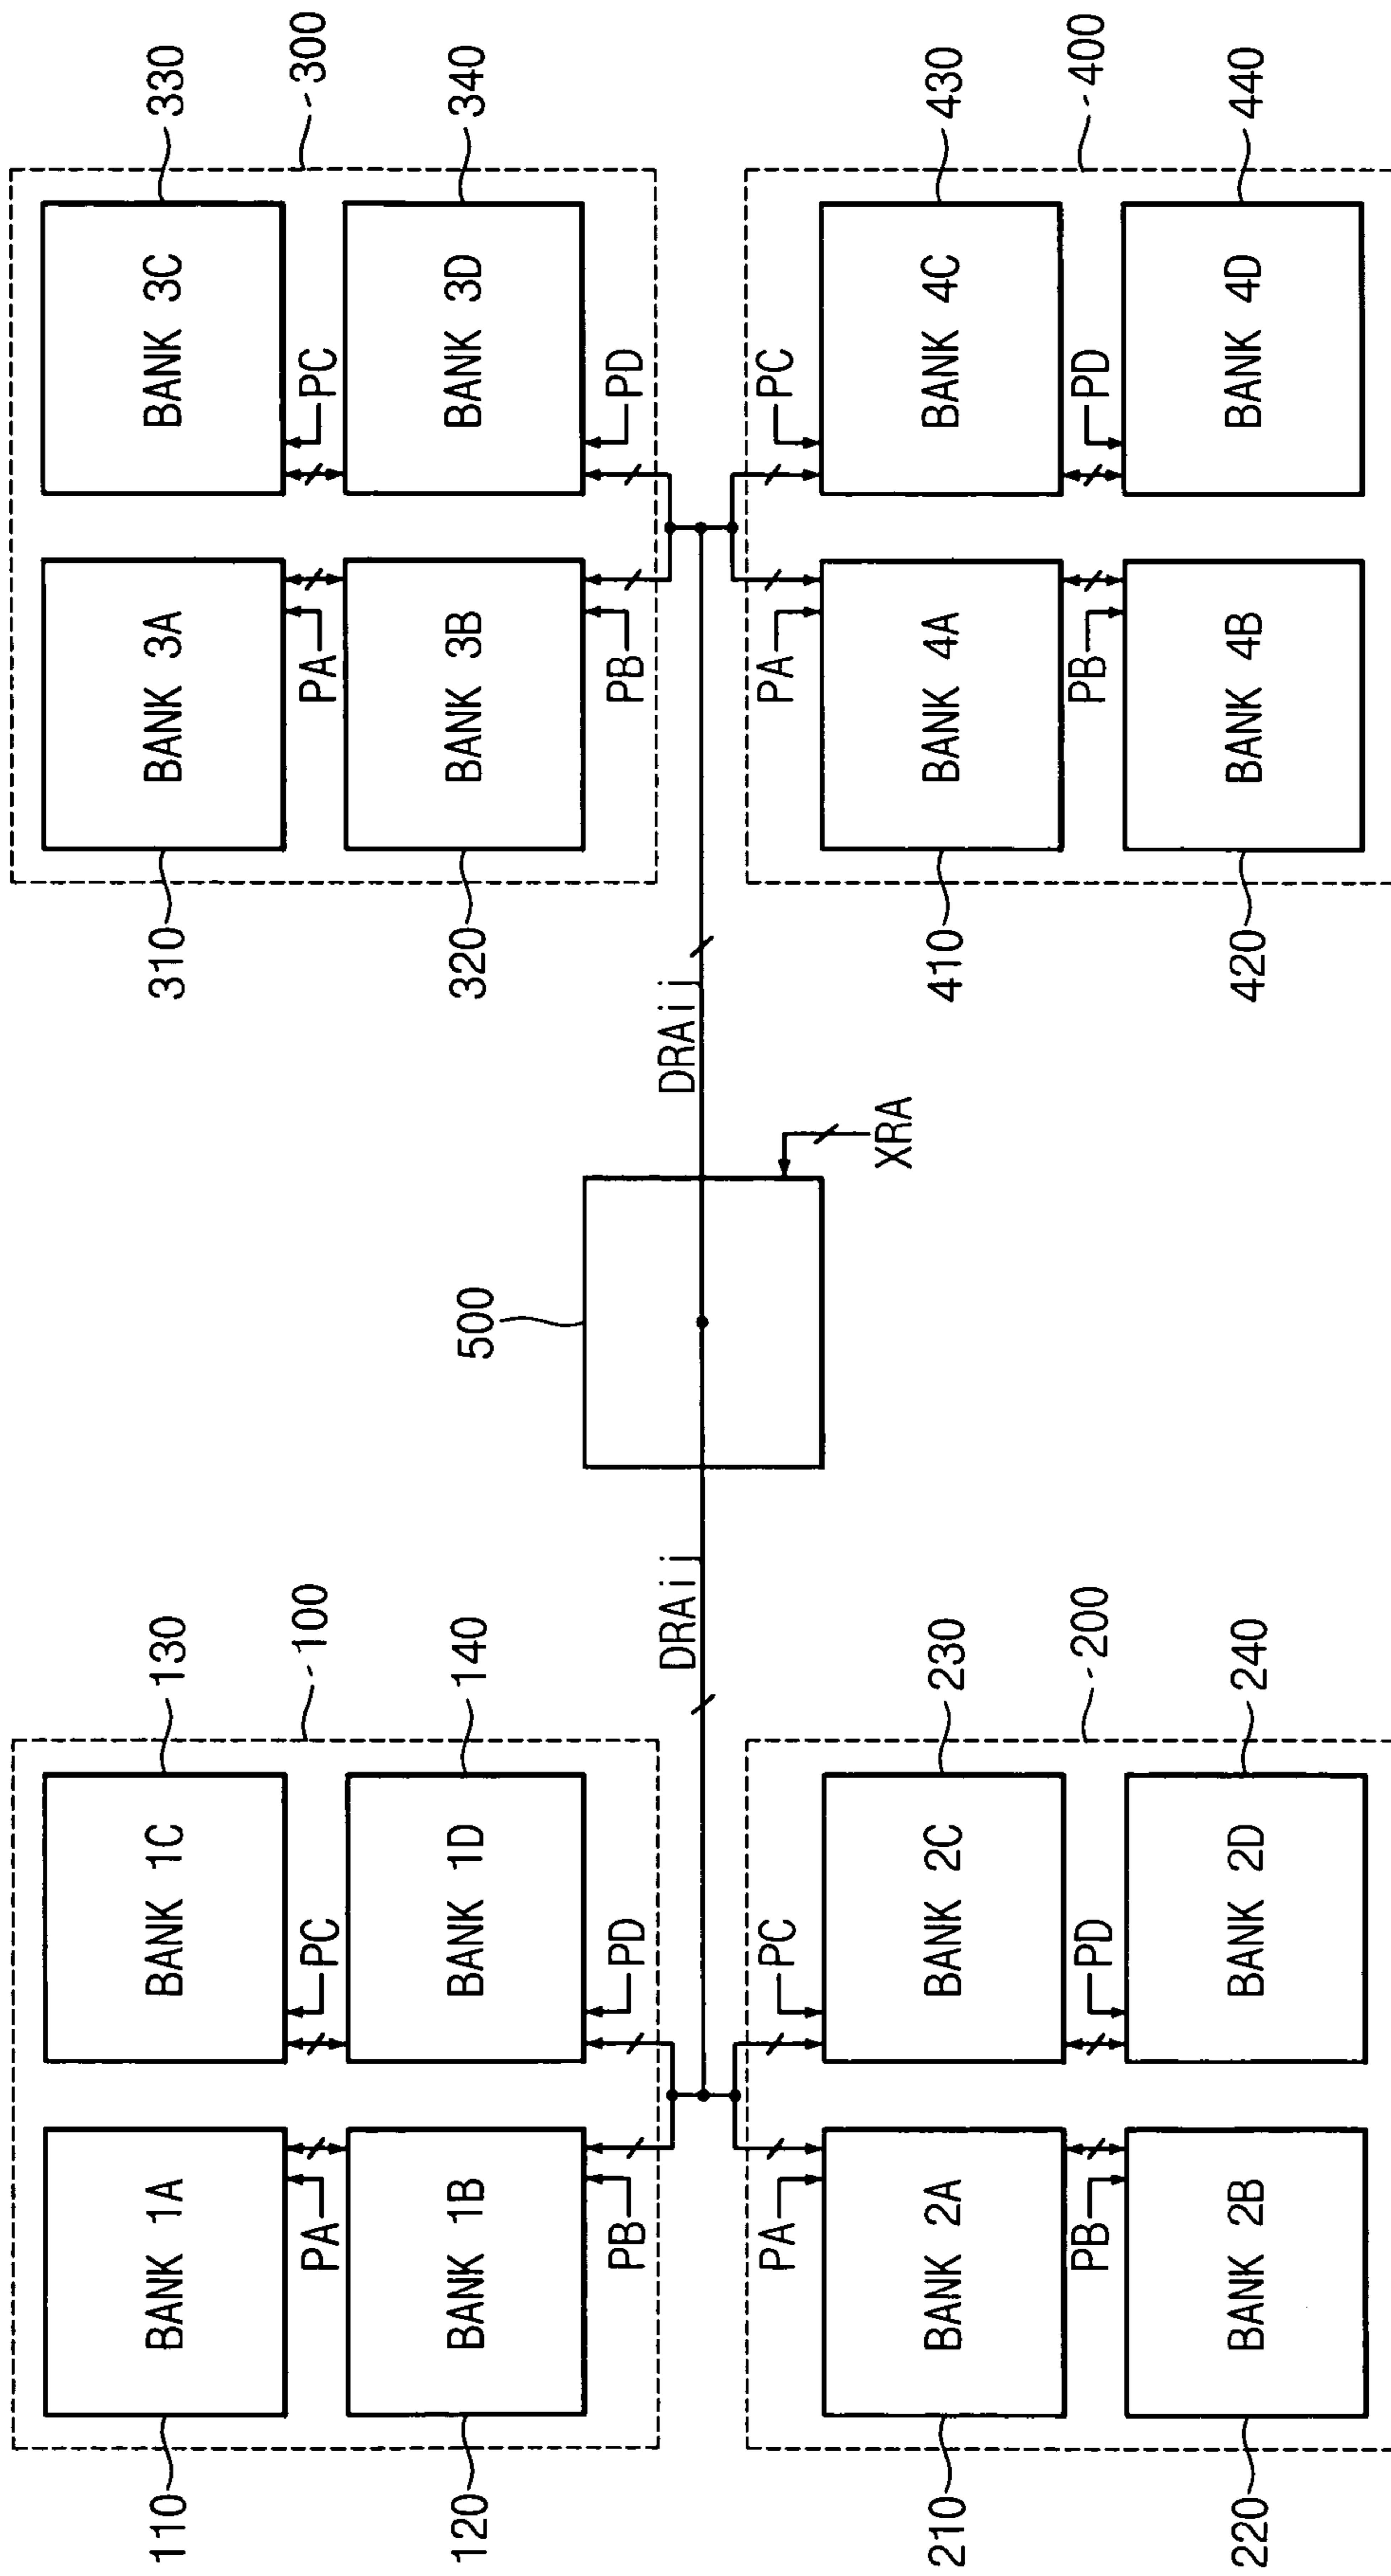 110
BANK 1A
BANK 1C
130
100
PA
PC
120
BANK 1B
BANK 1D
140
PB
PD
310
BANK 3A
BANK 3C
330
300
PA
PC
320
BANK 3B
BANK 3D
340
PB
PD
500
DRAij
DRAij
XRA
PA
PC
210
BANK 2A
BANK 2C
230
200
PB
PD
220
BANK 2B
BANK 2D
240
PA
PC
410
BANK 4A
BANK 4C
430
400
PB
PD
420
BANK 4B
BANK 4D
440